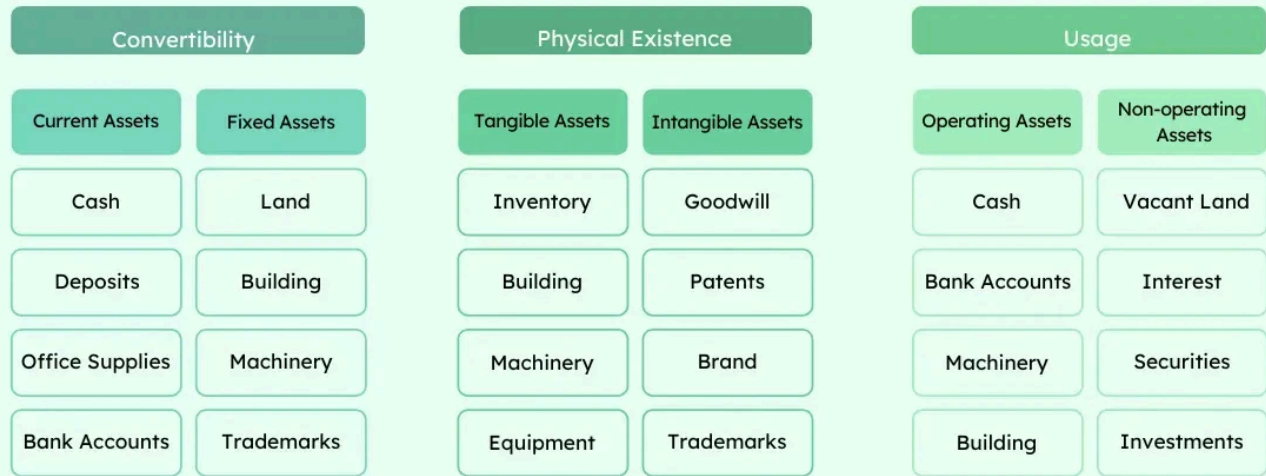 Convertibility
Physical Existence
Usage
Current Assets
Fixed Assets
Tangible Assets
Intangible Assets
Operating Assets
Non-operating
Assets
Cash
Land
Inventory
Goodwill
Cash
Vacant Land
Deposits
Building
Building
Patents
Bank Accounts
Interest
Office Supplies
Machinery
Machinery
Brand
Machinery
Securities
Bank Accounts
Trademarks
Equipment
Trademarks
Building
Investments